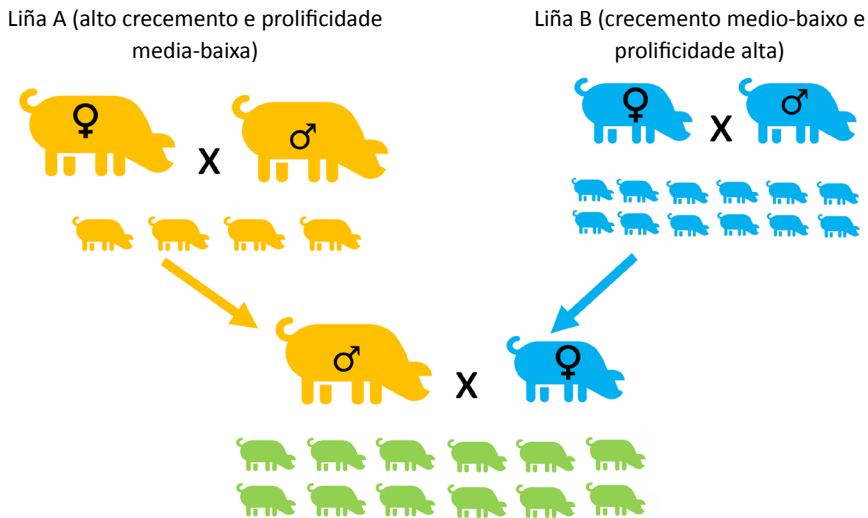 Liña A (alto crecemento e prolificidade
media-baixa)
Liña B (crecemento medio-baixo e
prolificidade alta)
♀
♂
X
♀
♂
X
♂
♀
X